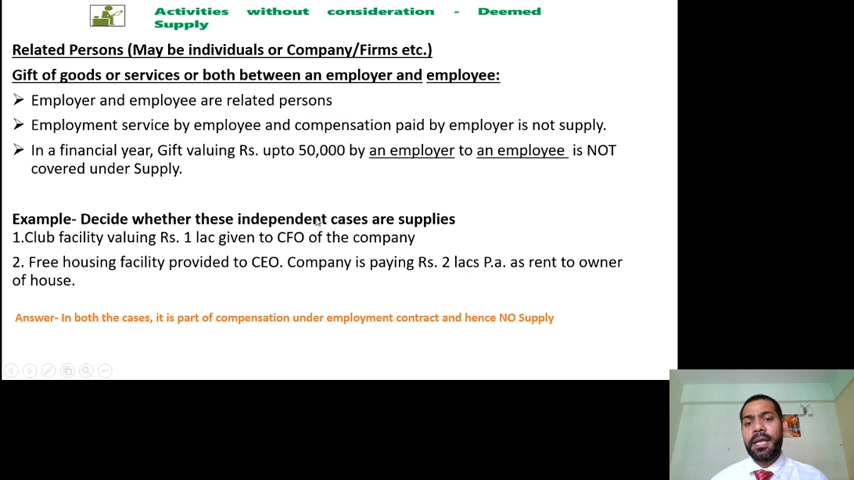 Activities without consideration - Deemed
Supply
Related Persons (May be individuals or Company/Firms etc.)
Gift of goods or services or both between an employer and employee:
➢ Employer and employee are related persons
➢ Employment service by employee and compensation paid by employer is not supply.
➢ In a financial year, Gift valuing Rs. upto 50,000 by an employer to an employee is NOT
covered under Supply.
Example- Decide whether these independent cases are supplies
1.Club facility valuing Rs. 1 lac given to CFO of the company
2. Free housing facility provided to CEO. Company is paying Rs. 2 lacs P.a. as rent to owner
of house.
Answer- In both the cases, it is part of compensation under employment contract and hence NO Supply